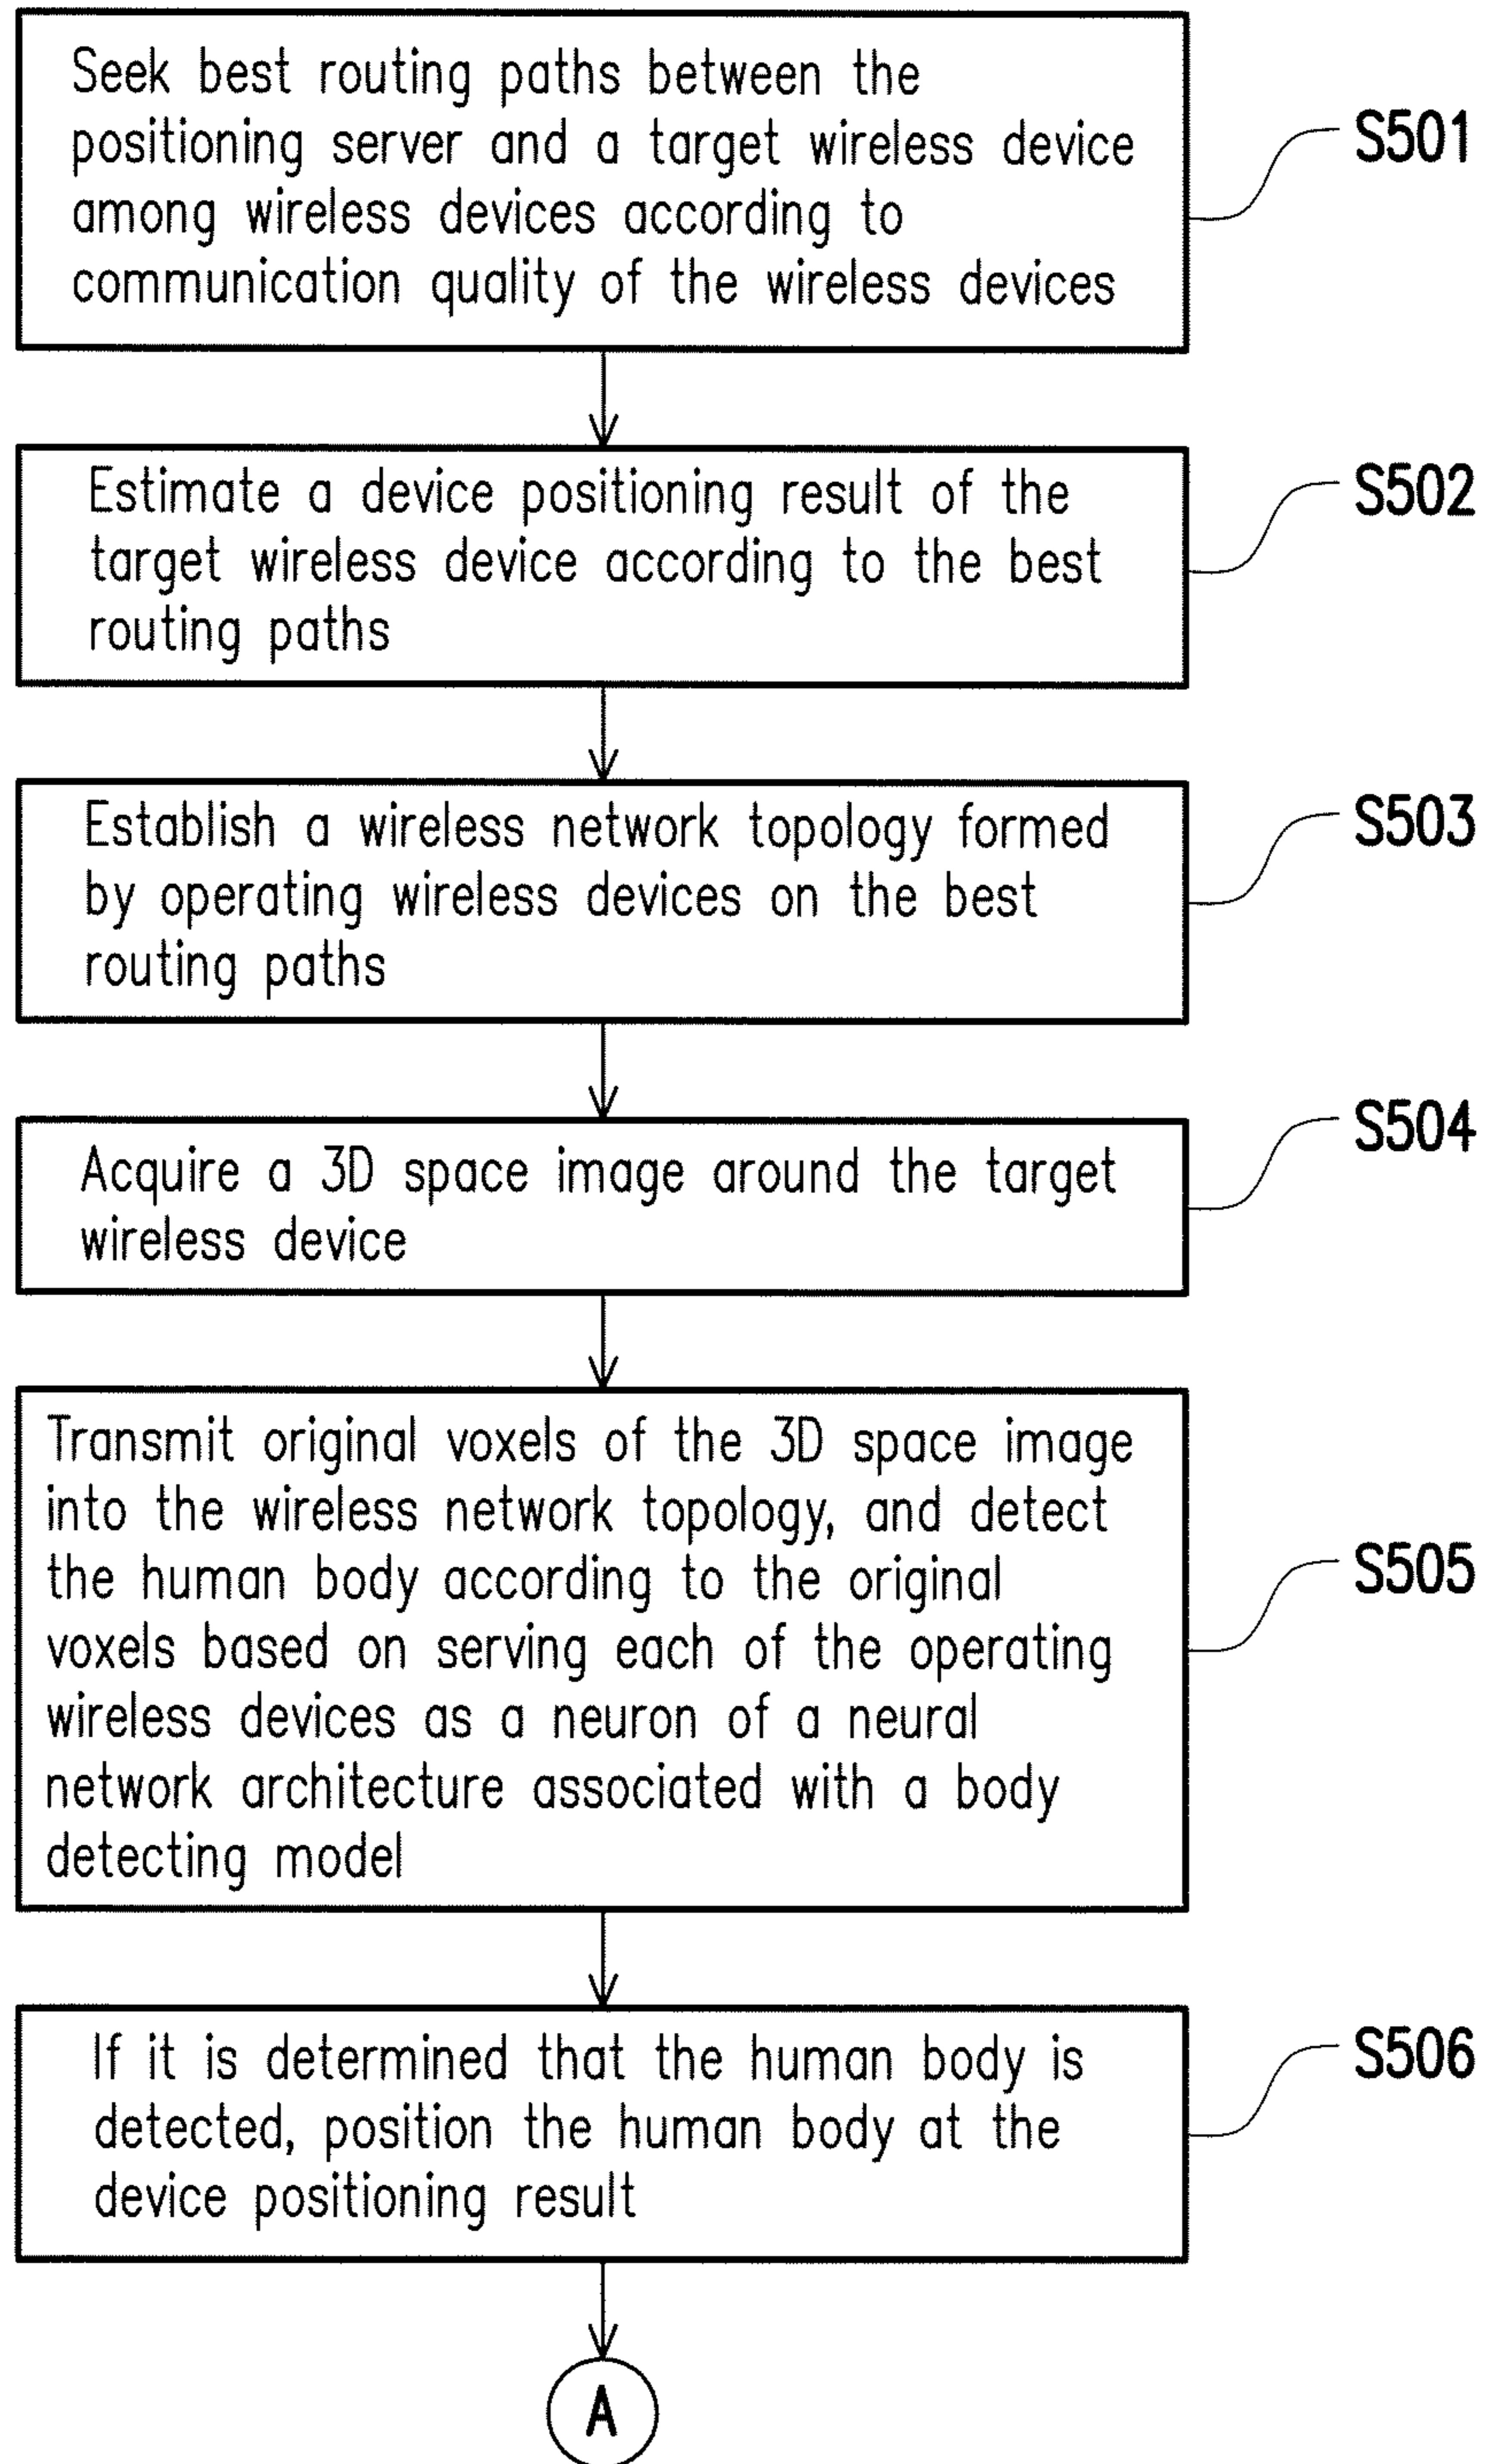 Seek best routing paths between the
positioning server and a target wireless device
among wireless devices according to
communication quality of the wireless devices
S501
Estimate a device positioning result of the
target wireless device according to the best
routing paths
S502
Establish a wireless network topology formed
by operating wireless devices on the best
routing paths
S503
Acquire a 3D space image around the target
wireless device
S504
Transmit original voxels of the 3D space image
into the wireless network topology, and detect
the human body according to the original
voxels based on serving each of the operating
wireless devices as a neuron of a neural
network architecture associated with a body
detecting model
S505
If it is determined that the human body is
detected, position the human body at the
device positioning result
S506
A